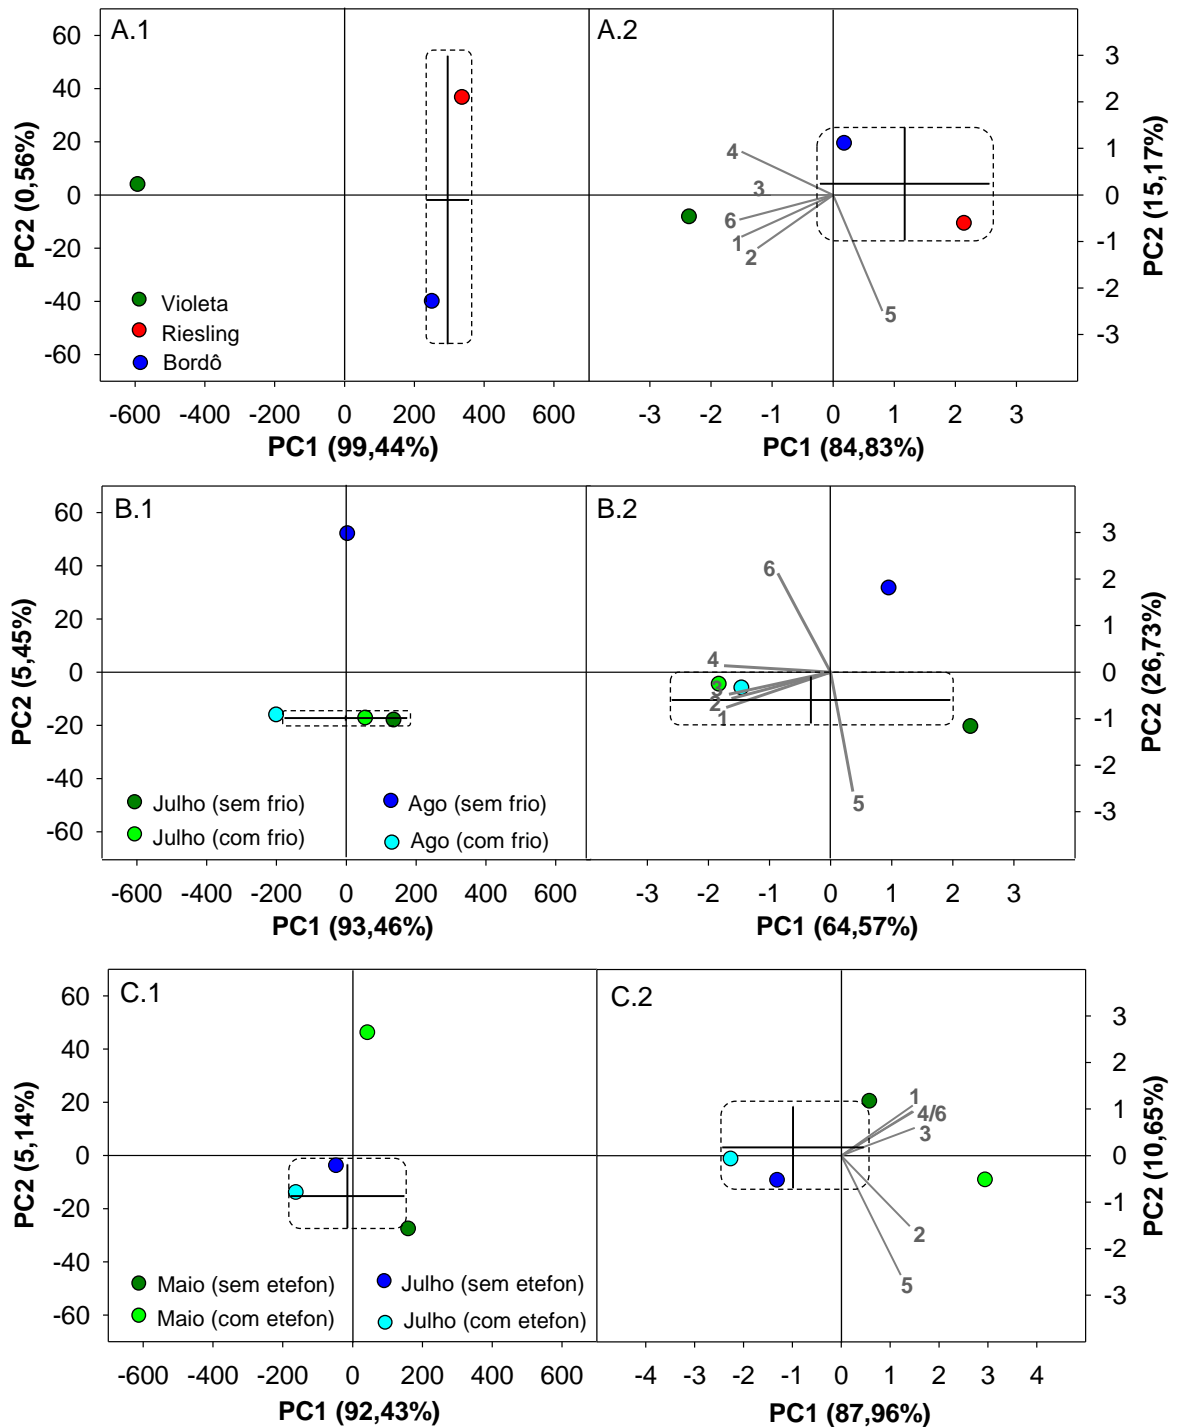 A.1
60
40
20
0
-20
-40
-60
PC2 (0,56%)
Violeta
Riesling
Bordô
-600 -400 -200 0 200 400 600
PC1 (99,44%)
A.2
4
3
6
1
2
5
3
2
1
0
-1
-2
-3
PC2 (15,17%)
-3 -2 -1 0 1 2 3
PC1 (84,83%)
B.1
60
40
20
0
-20
-40
-60
PC2 (5,45%)
Julho (sem frio) Ago (sem frio)
Julho (com frio) Ago (com frio)
-600 -400 -200 0 200 400 600
PC1 (93,46%)
B.2
6
4
3
2
1
5
3
2
1
0
-1
-2
-3
PC2 (26,73%)
-3 -2 -1 0 1 2 3
PC1 (64,57%)
C.1
60
40
20
0
-20
-40
-60
PC2 (5,14%)
Maio (sem etefon) Julho (sem etefon)
Maio (com etefon) Julho (com etefon)
-600 -400 -200 0 200 400 600
PC1 (92,43%)
C.2
1
4/6
3
2
5
3
2
1
0
-1
-2
-3
PC2 (10,65%)
-4 -3 -2 -1 0 1 2 3 4
PC1 (87,96%)